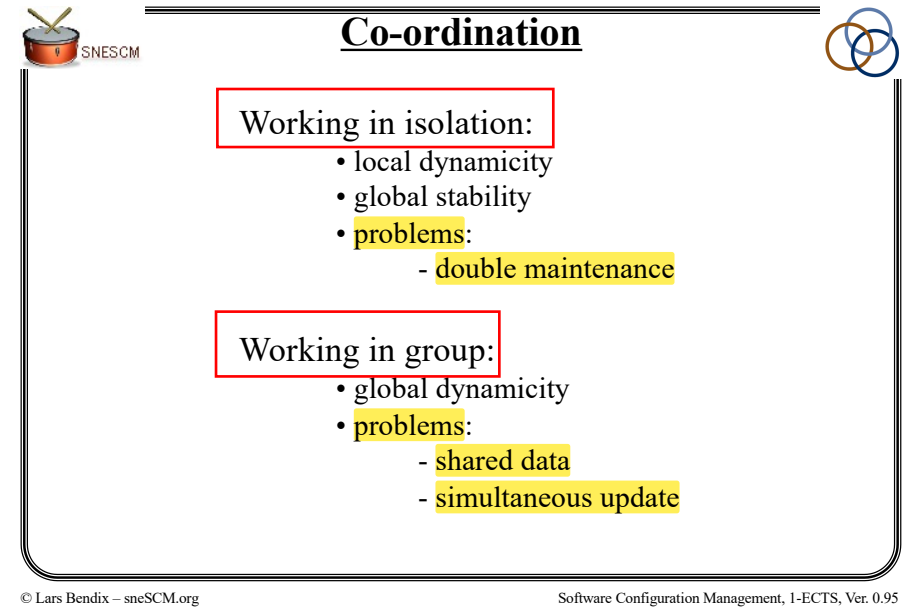 SNESCM
Co-ordination
Working in isolation:
• local dynamicity
• global stability
• problems:
- double maintenance
Working in group:
• global dynamicity
• problems:
- shared data
- simultaneous update
© Lars Bendix – sneSCM.org
Software Configuration Management, 1-ECTS, Ver. 0.95